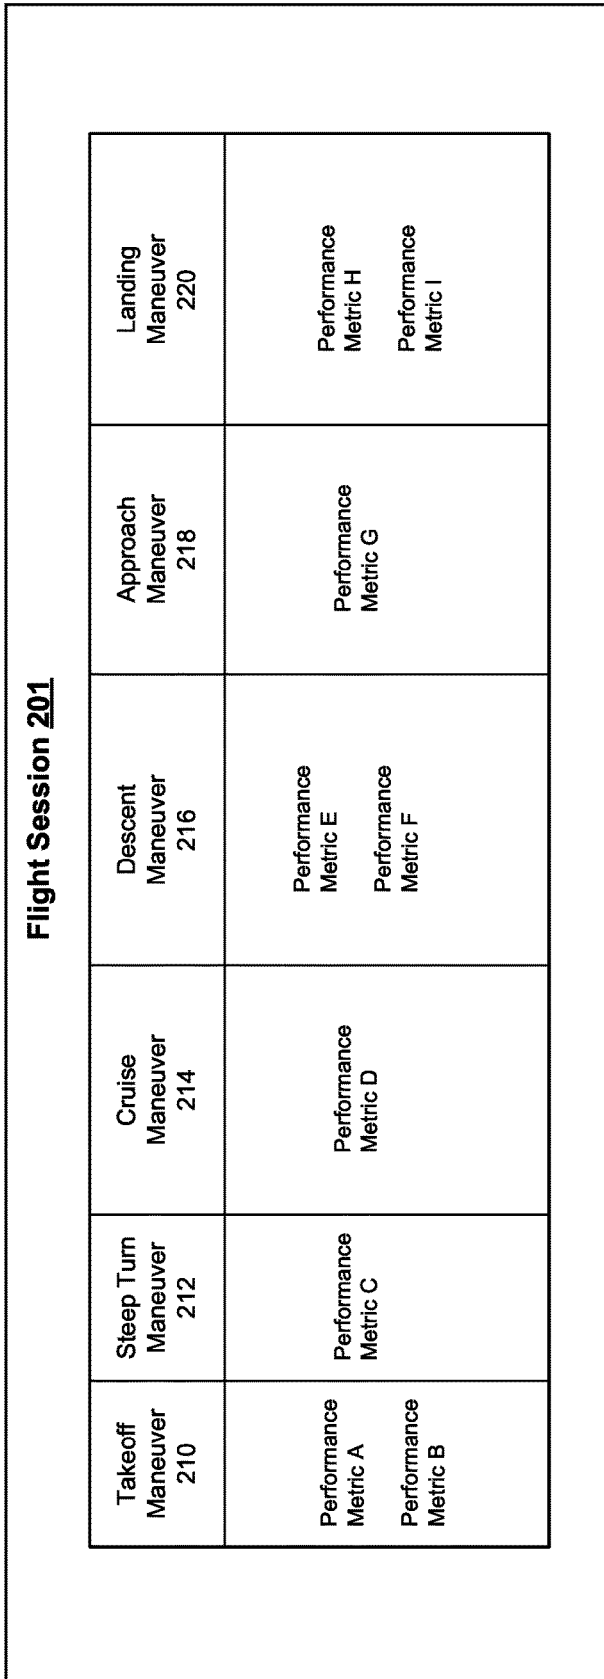 Flight Session 201
Takeoff
Maneuver
210
Steep Turn
Maneuver
212
Cruise
Maneuver
214
Descent
Maneuver
216
Approach
Maneuver
218
Landing
Maneuver
220
Performance
Metric A
Performance
Metric B
Performance
Metric C
Performance
Metric D
Performance
Metric E
Performance
Metric F
Performance
Metric G
Performance
Metric H
Performance
Metric I